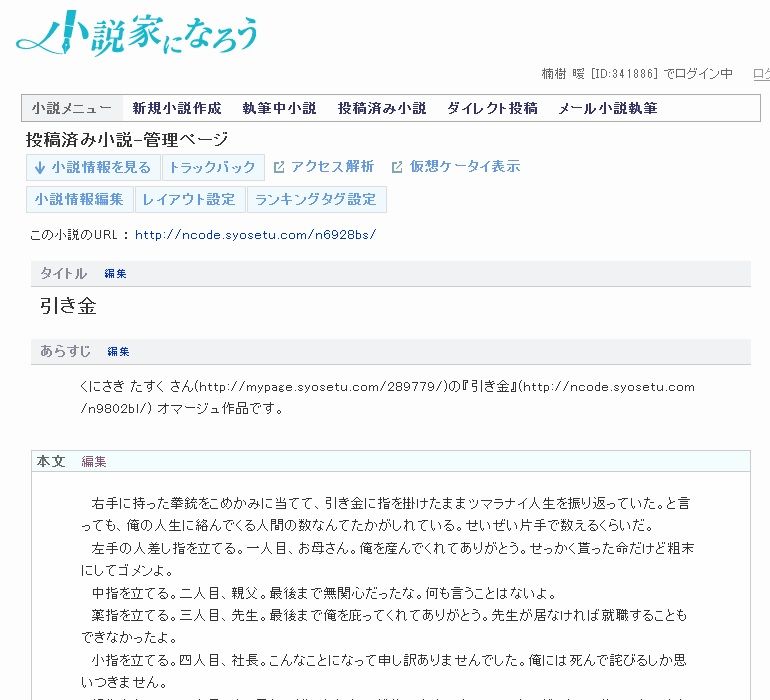 小説家になろう
楠樹 暖 [ID:341886] でログイン中 ログ
小説メニュー 新規小説作成 執筆中小説 投稿済み小説 ダイレクト投稿 メール小説執筆
投稿済み小説-管理ページ
↓ 小説情報を見る トラックバック アクセス解析 仮想ケータイ表示
小説情報編集 レイアウト設定 ランキングタグ設定
この小説のURL : http://ncode.syosetu.com/n6928bs/
タイトル 編集
引き金
あらすじ 編集
くにさき たすく さん(http://mypage.syosetu.com/289779/)の『引き金』(http://ncode.syosetu.com
/n9802bl/) オマージュ作品です。
本文 編集
右手に持った拳銃をこめかみに当てて、引き金に指を掛けたままツマラナイ人生を振り返っていた。と言
っても、俺の人生に絡んでくる人間の数なんてたかがしれている。せいぜい片手で数えるくらいだ。
左手の人差し指を立てる。一人目、お母さん。俺を産んでくれてありがとう。せっかく貰った命だけど粗末
にしてゴメンよ。
中指を立てる。二人目、親父。最後まで無関心だったな。何も言うことはないよ。
薬指を立てる。三人目、先生。最後まで俺を庇ってくれてありがとう。先生が居なければ就職することも
できなかったよ。
小指を立てる。四人目、社長。こんなことになって申し訳ありませんでした。俺には死んで詫びるしか思
いつきません。